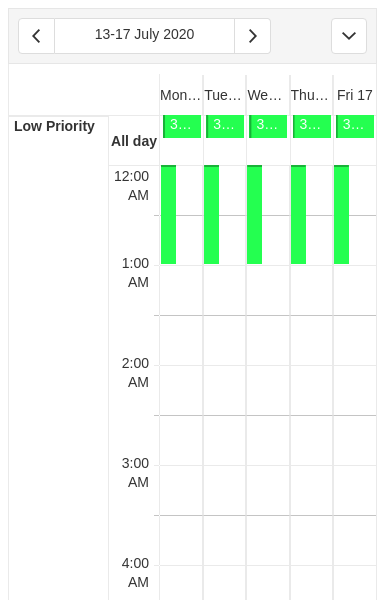 13-17 July 2020
Mon... Tue... We... Thu... Fri 17
Low Priority
3... 3... 3... 3... 3...
All day
12:00
AM
1:00
AM
2:00
AM
3:00
AM
4:00
AM